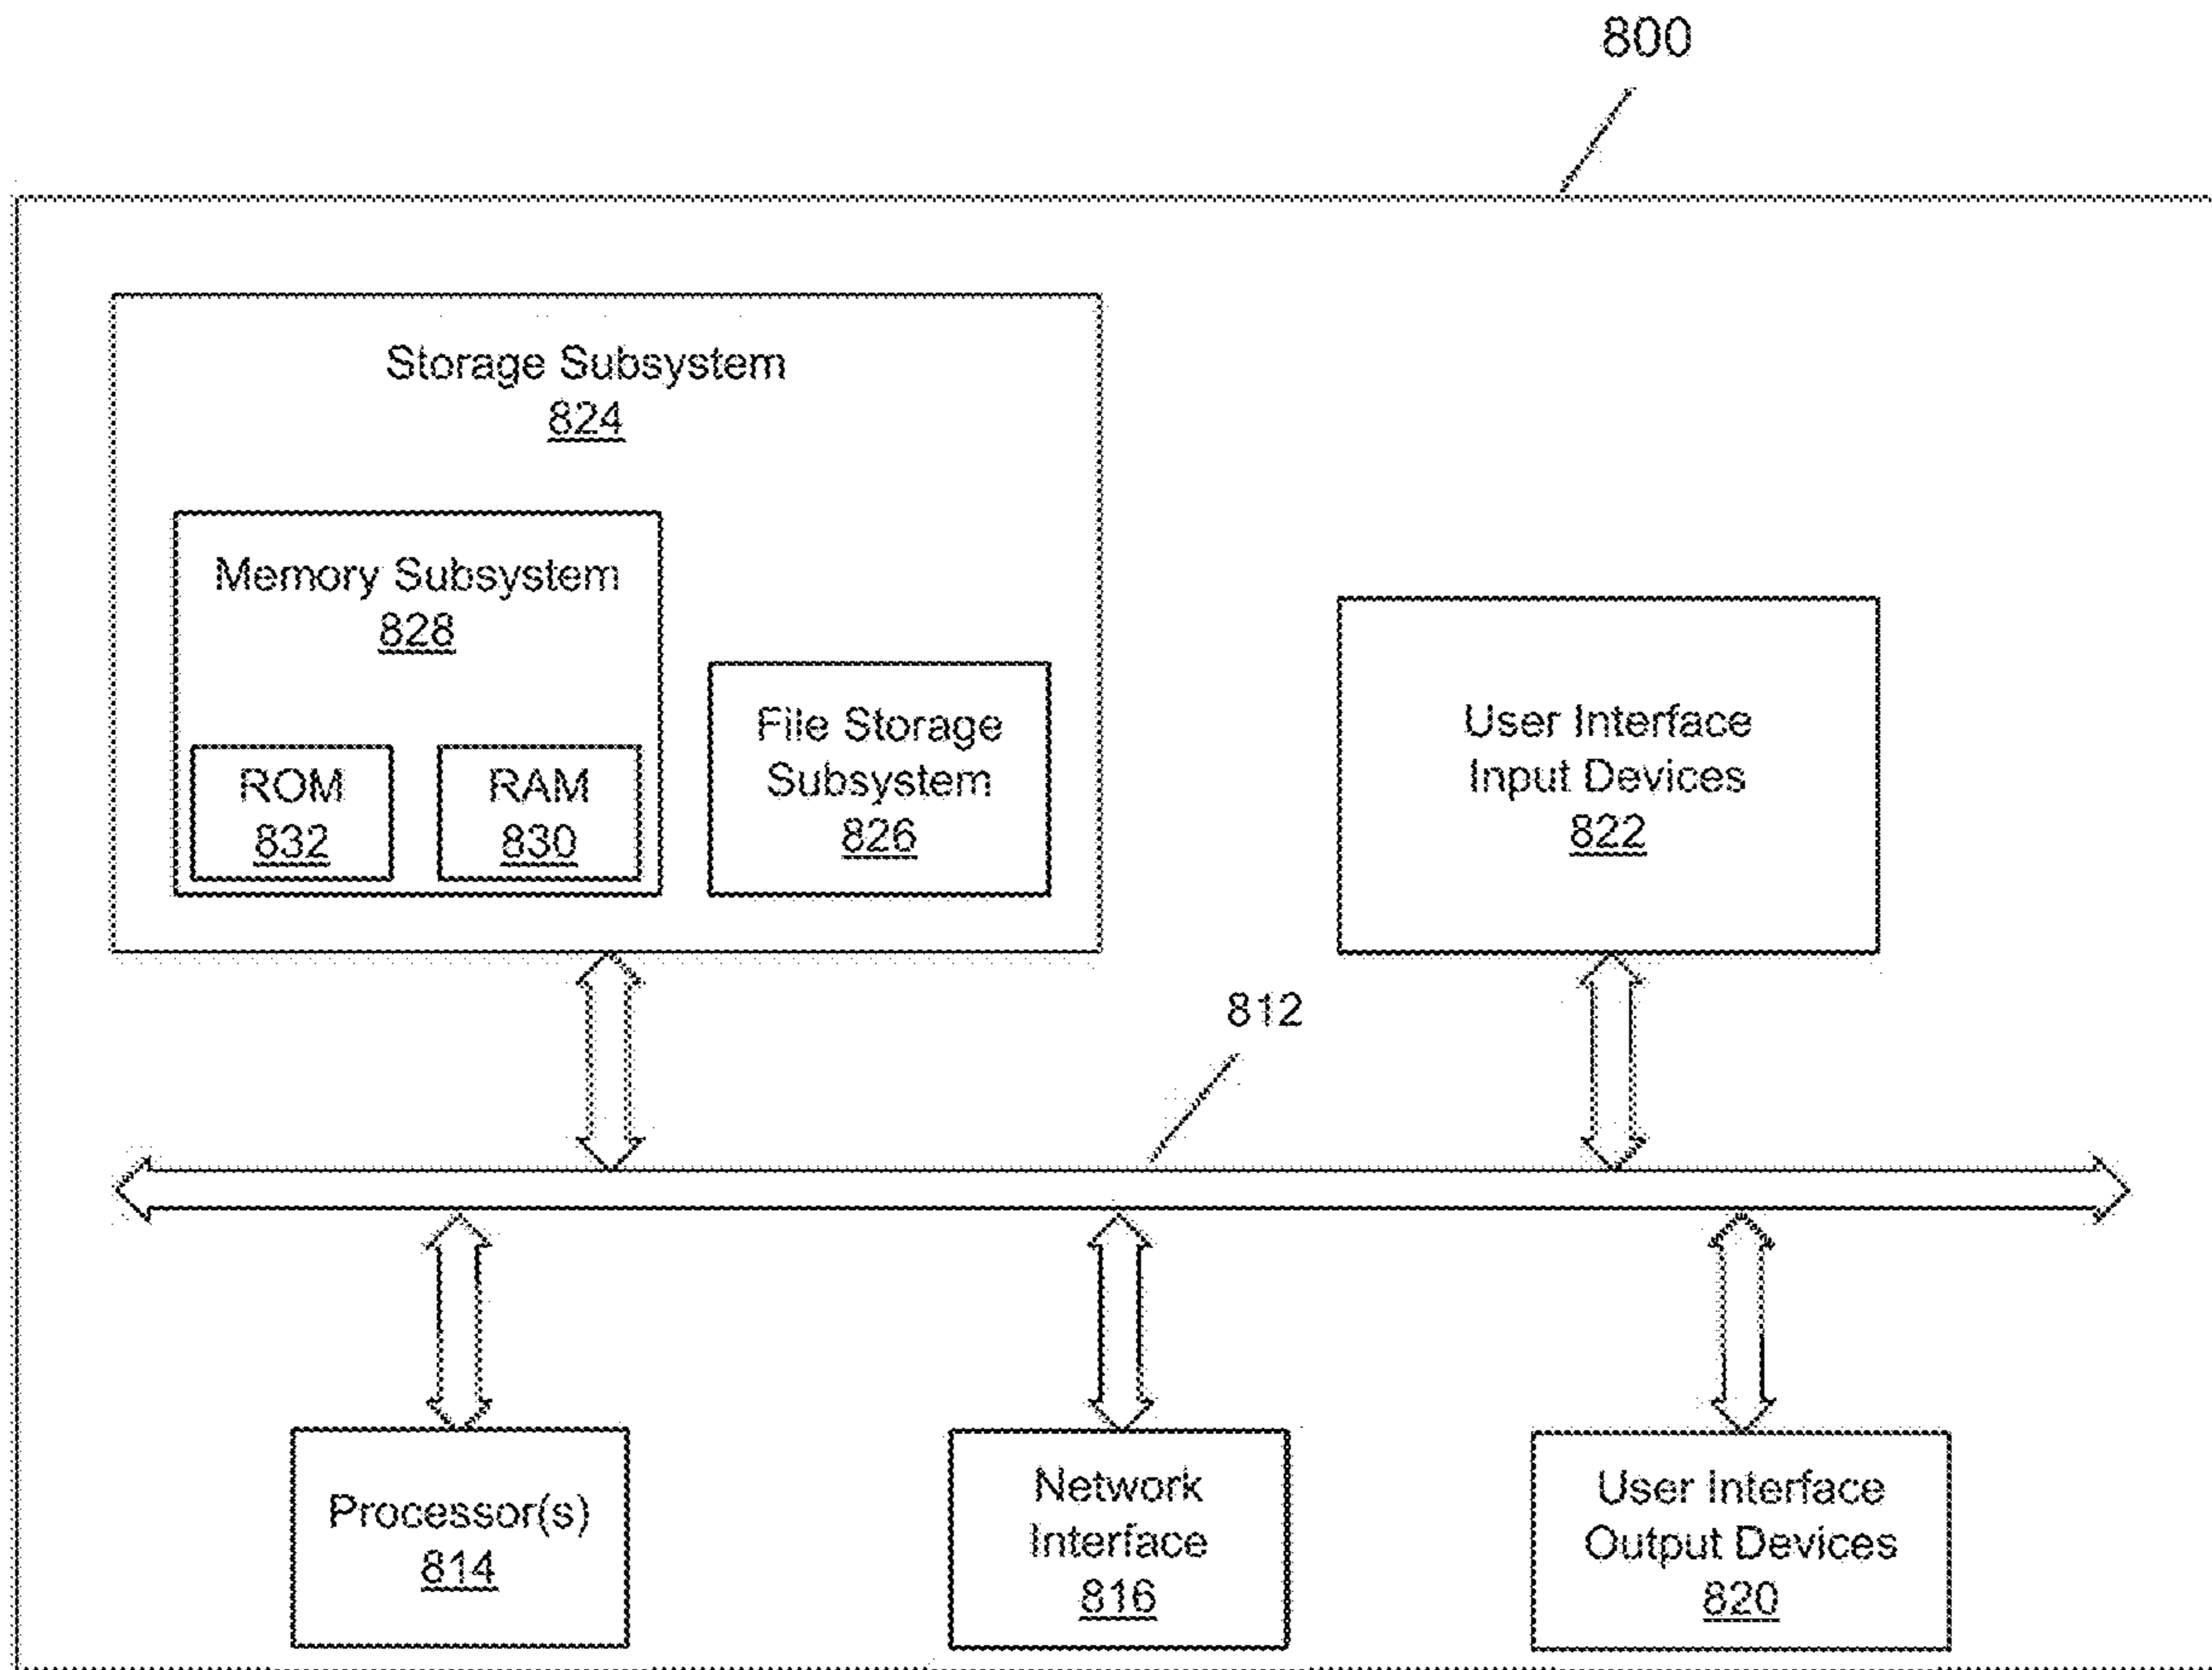 800
Storage Subsystem
824
Memory Subsystem
828
ROM
832
RAM
830
File Storage
Subsystem
826
User Interface
Input Devices
822
812
Processor(s)
814
Network
Interface
816
User Interface
Output Devices
820